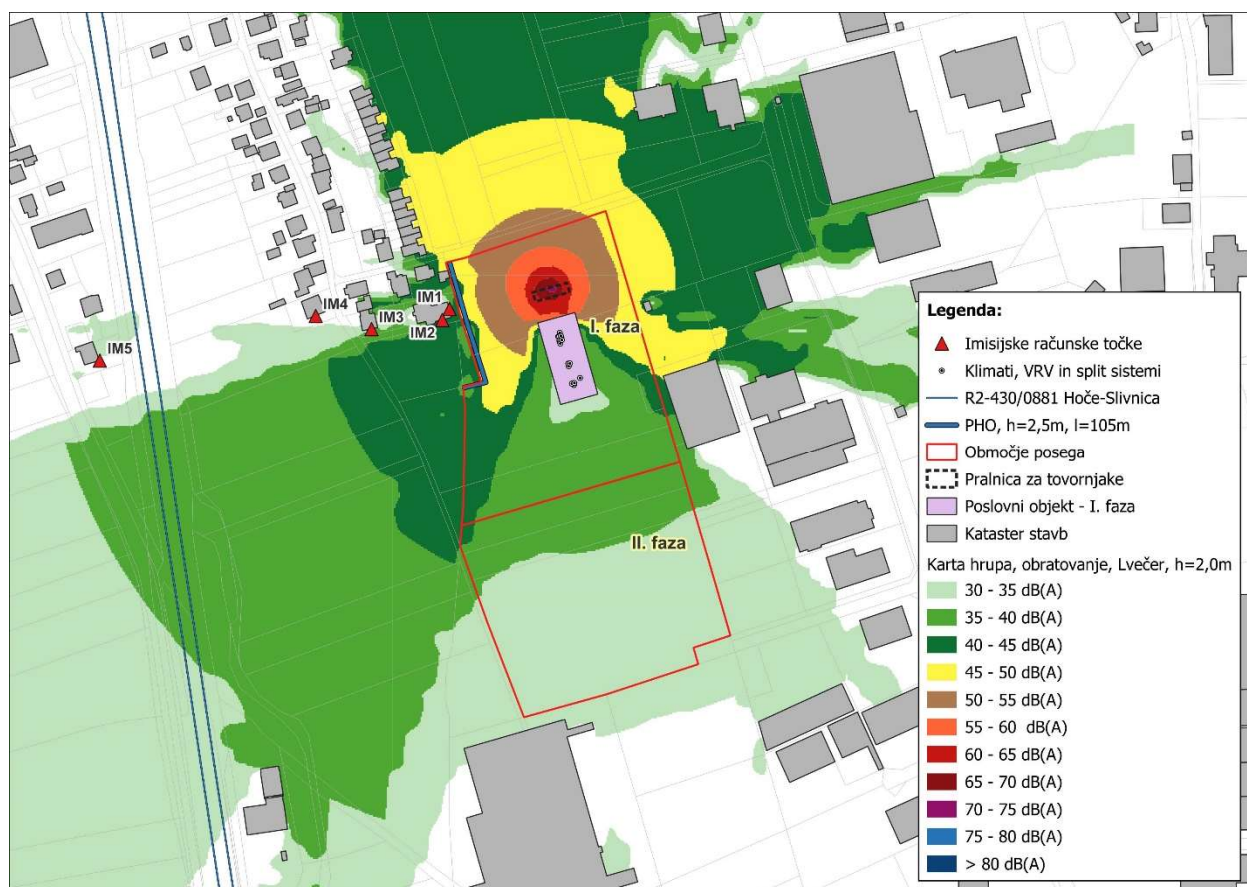 IM1
IM2
IM3
IM4
IM5
I. faza
II. faza
Legenda:
Imisijske računske točke
Klimati, VRV in split sistemi
R2-430/0881 Hoče-Slivnica
PHO, h=2,5m, l=105m
Območje posega
Pralnica za tovornjake
Poslovni objekt - I. faza
Kataster stavb
Karta hrupa, obratovanje, Lvečer, h=2,0m
30 - 35 dB(A)
35 - 40 dB(A)
40 - 45 dB(A)
45 - 50 dB(A)
50 - 55 dB(A)
55 - 60  dB(A)
60 - 65 dB(A)
65 - 70 dB(A)
70 - 75 dB(A)
75 - 80 dB(A)
> 80 dB(A)